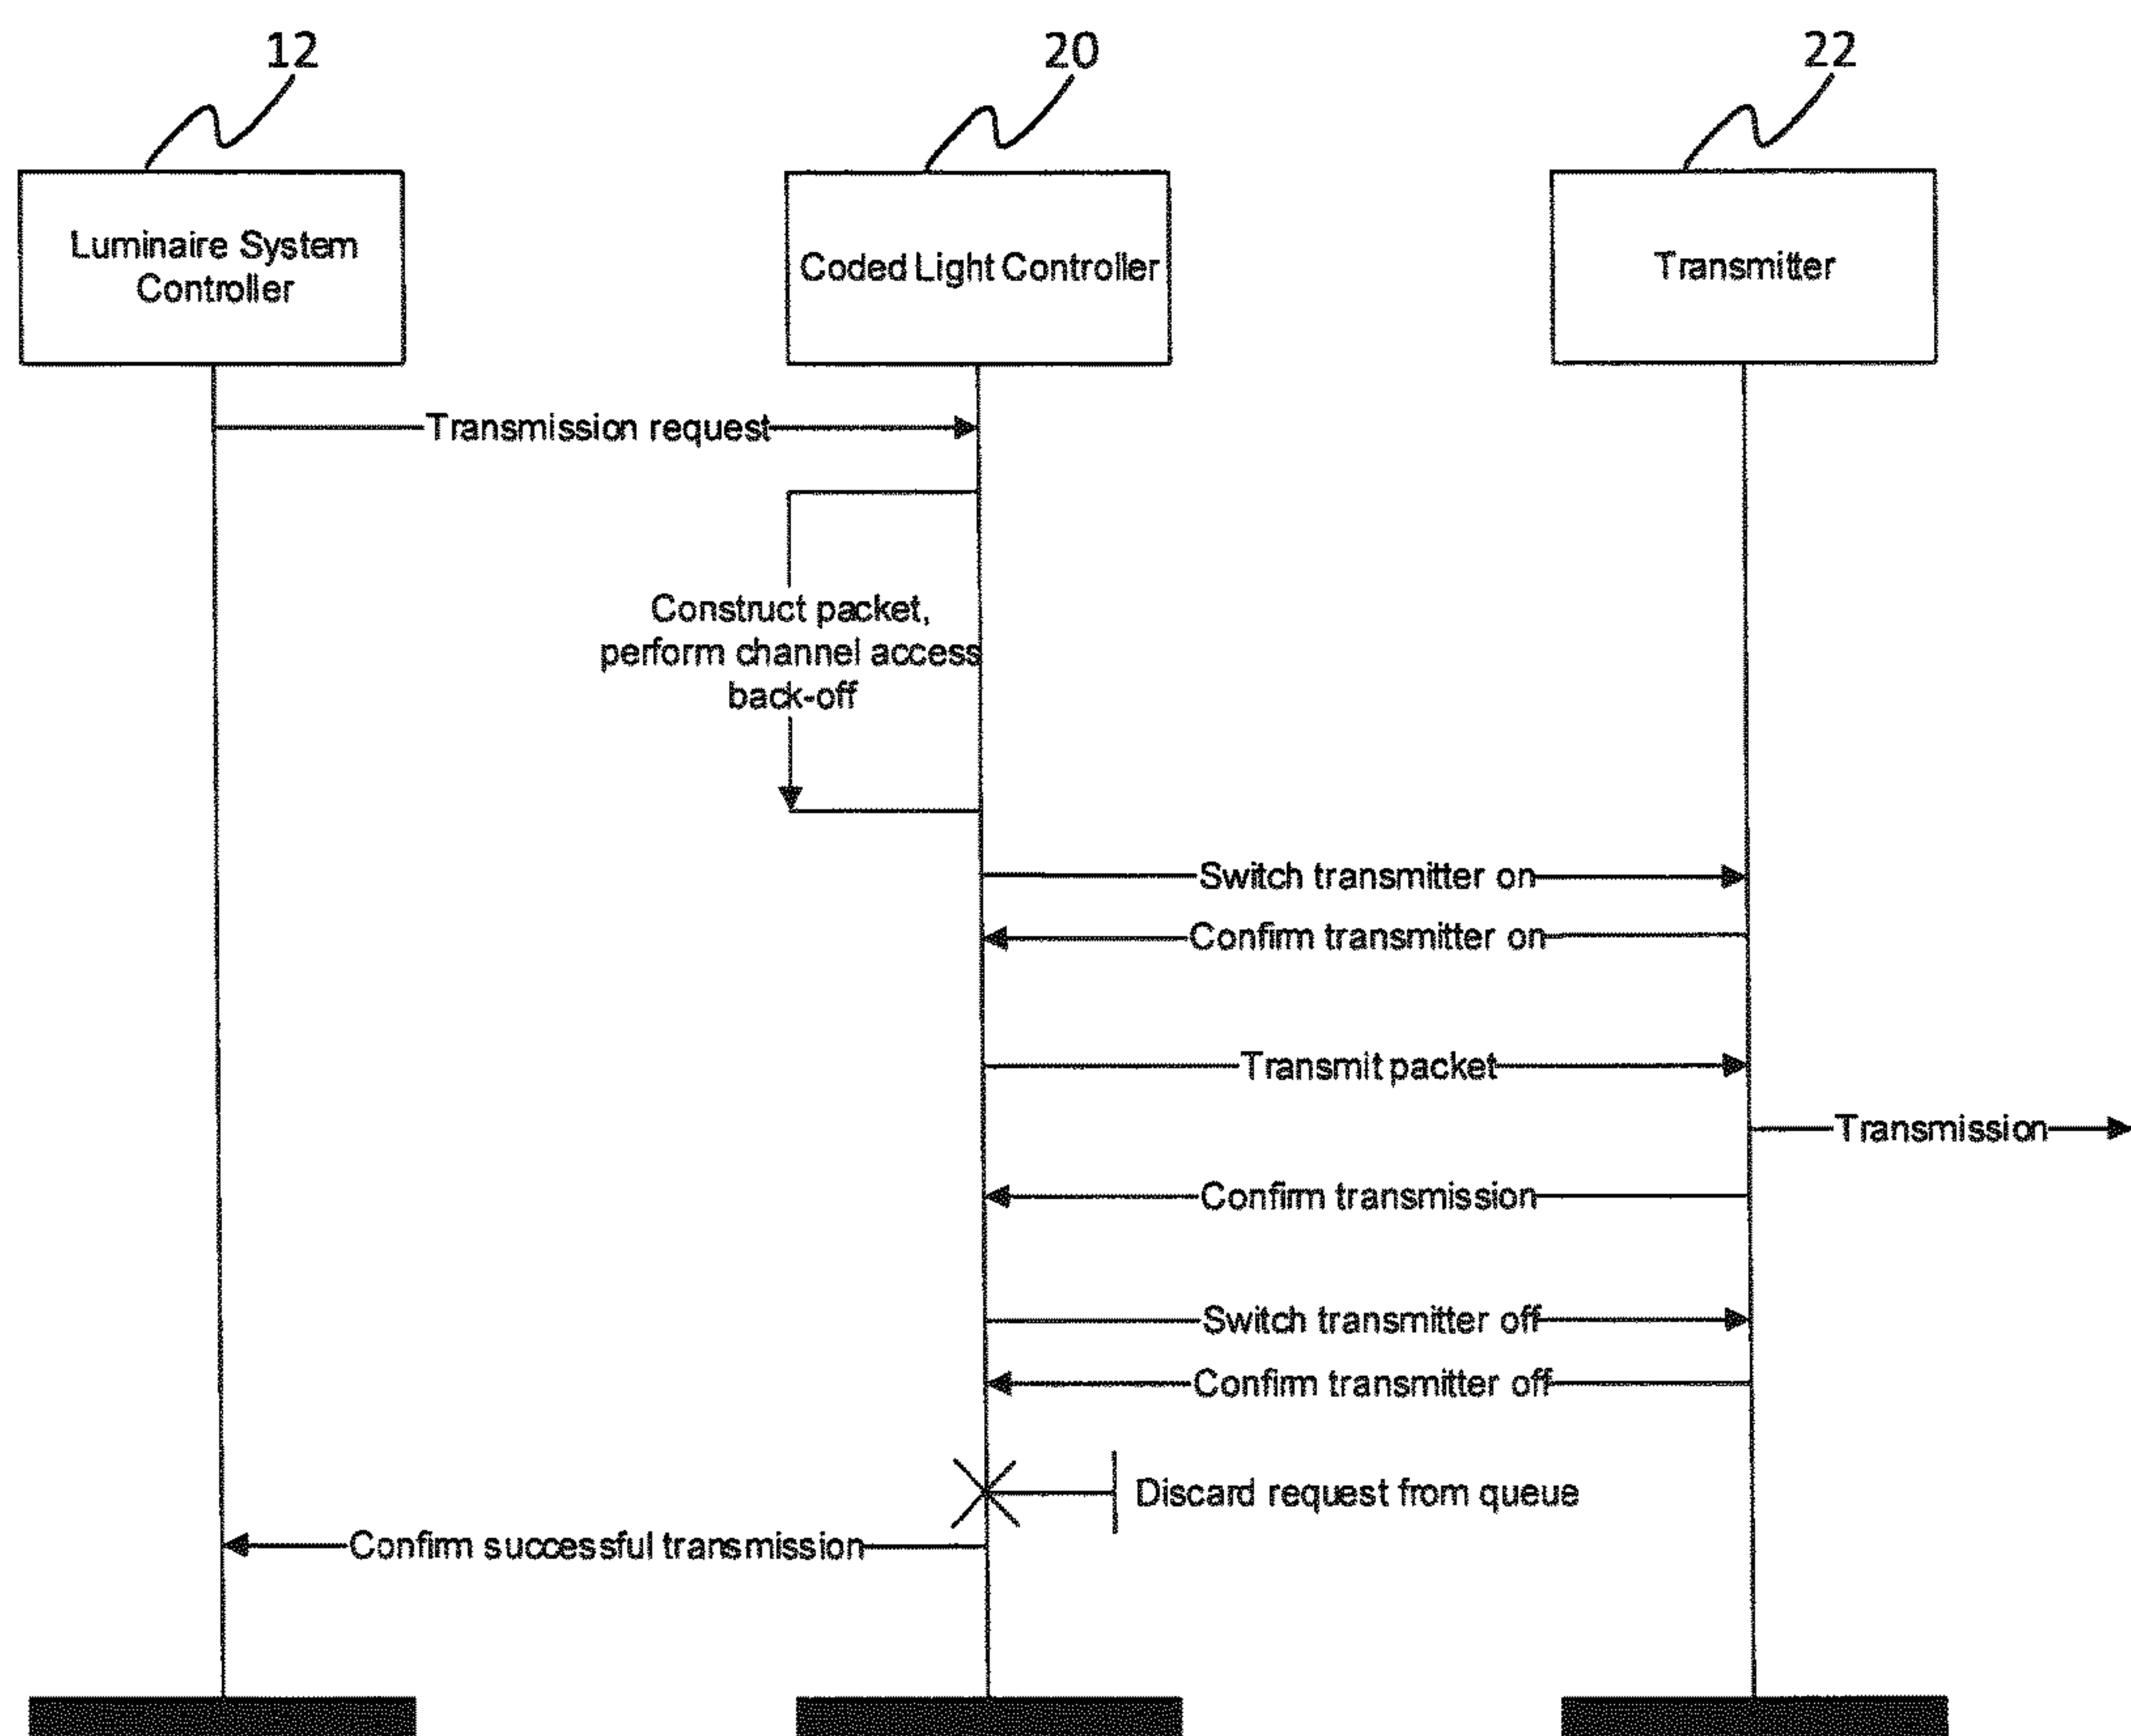 12
20
22
Luminaire System
Controller
Coded Light Controller
Transmitter
Transmission request
Construct packet,
perform channel access
back-off
Switch transmitter on
Confirm transmitter on
Transmit packet
Transmission
Confirm transmission
Switch transmitter off
Confirm transmitter off
Discard request from queue
Confirm successful transmission